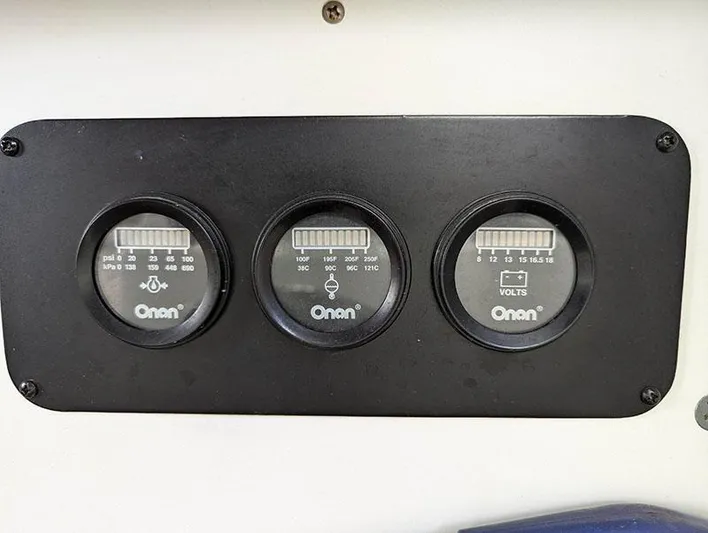 psi 0 20 23 65 100
kPa 0 138 159 448 690
Onan®
100F 195F 205F 250F
38C 90C 96C 121C
Onan®
8 12 13 15 16.5 18
- +
VOLTS
Onan®